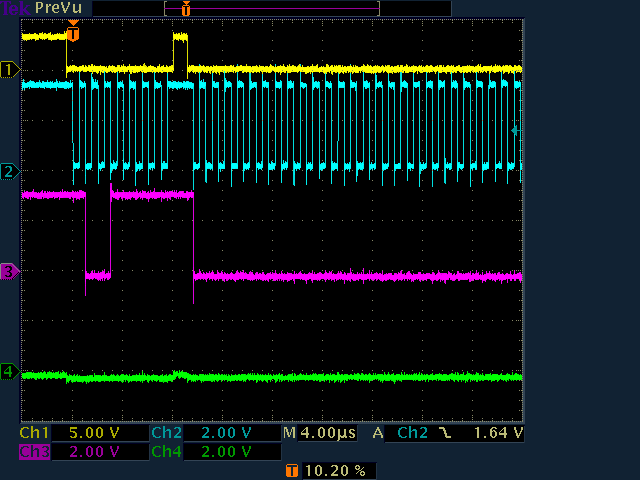 Tek PreVu
T
T
1
2
3
4
Ch1 5.00 V Ch2 2.00 V M 4.00µs A Ch2 1.64 V
Ch3 2.00 V Ch4 2.00 V
T 10.20 %